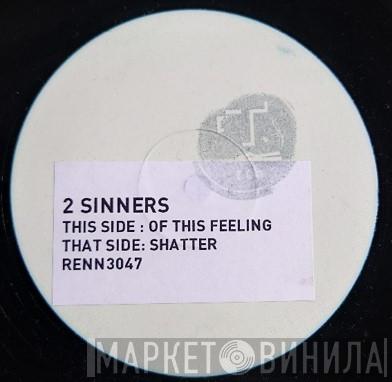 2 SINNERS
THIS SIDE : OF THIS FEELING
THAT SIDE: SHATTER
RENN3047
МАРКЕТ ВИНИЛА